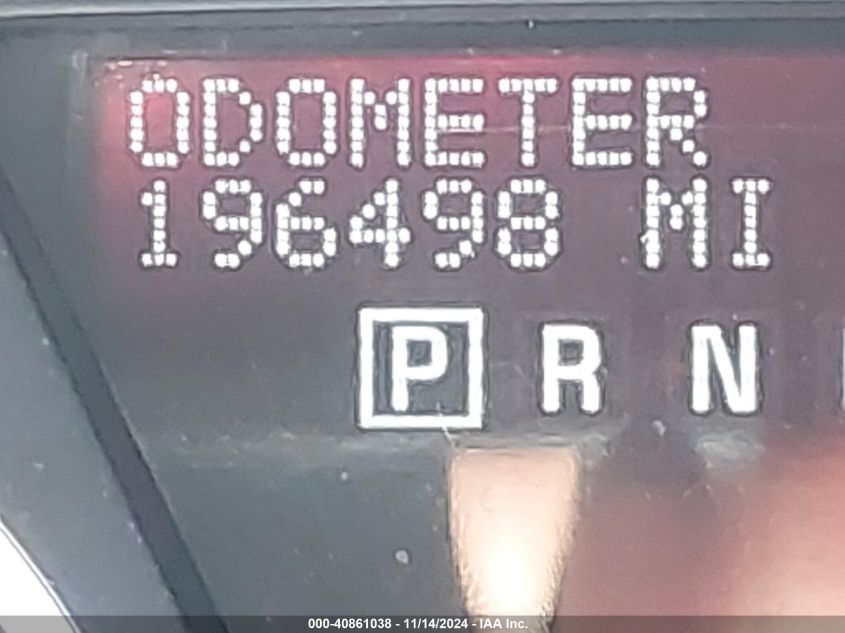 ODOMETER
196498 MI
P R N
000-40861038 - 11/14/2024 - IAA Inc.